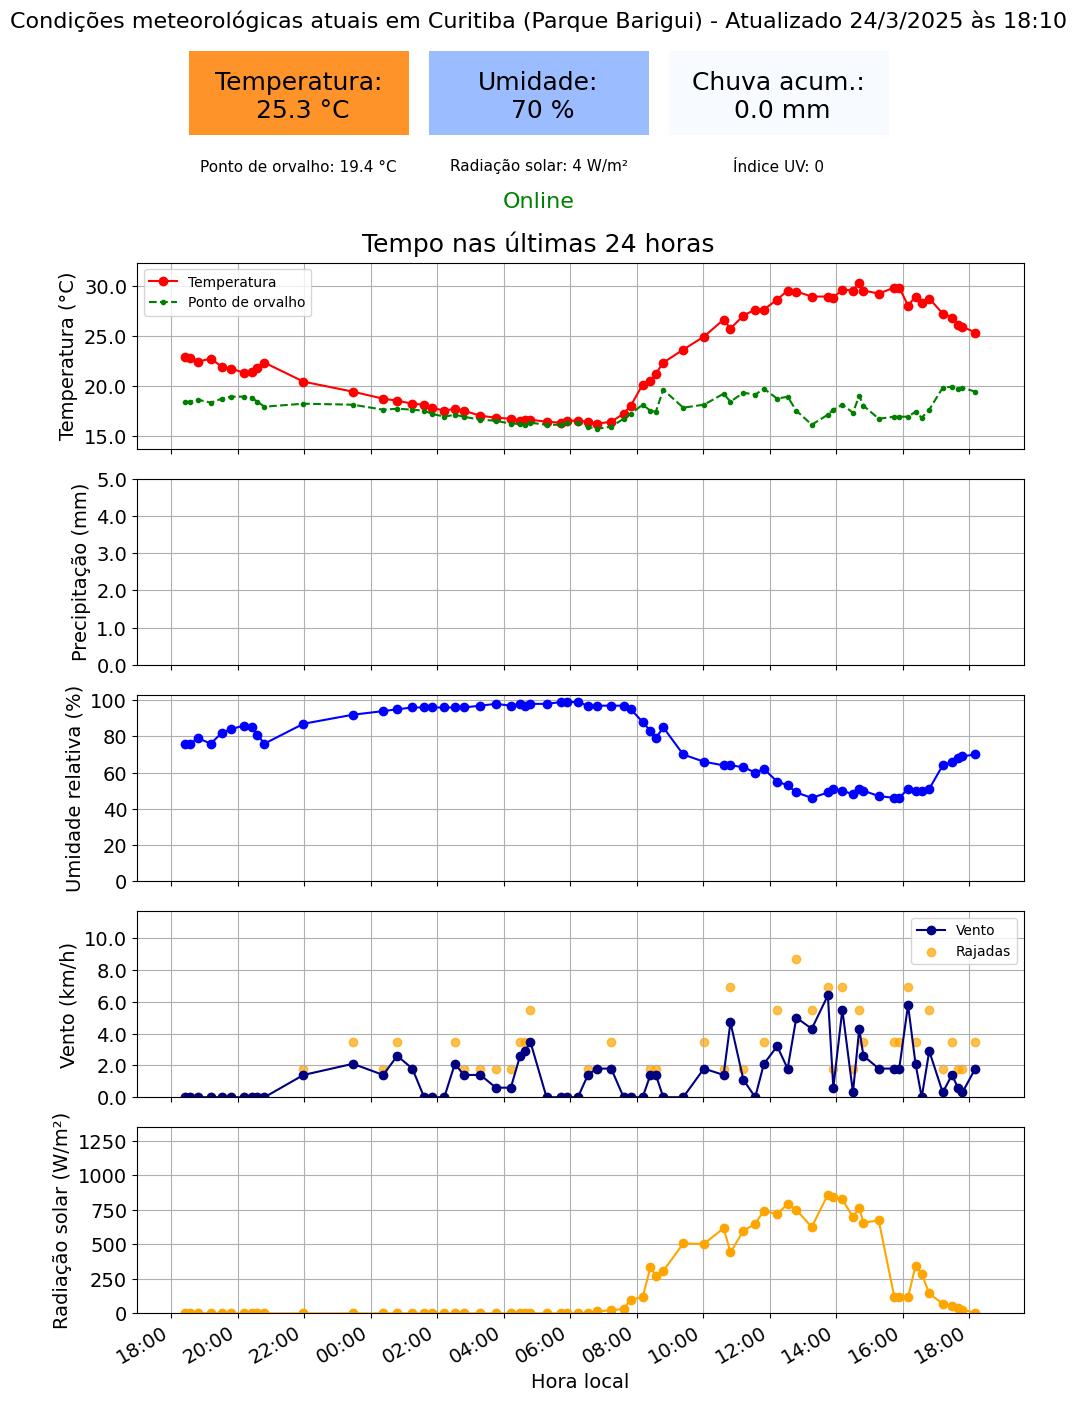 Condições meteorológicas atuais em Curitiba (Parque Barigui) - Atualizado 24/3/2025 às 18:10
Temperatura:
25.3 °C
Umidade:
70 %
Chuva acum.:
0.0 mm
Ponto de orvalho: 19.4 °C
Radiação solar: 4 W/m²
Índice UV: 0
Online
Tempo nas últimas 24 horas
Temperatura (°C)
30.0
25.0
20.0
15.0
Temperatura
Ponto de orvalho
Precipitação (mm)
5.0
4.0
3.0
2.0
1.0
0.0
Umidade relativa (%)
100
80
60
40
20
0
Vento (km/h)
10.0
8.0
6.0
4.0
2.0
0.0
Vento
Rajadas
Radiação solar (W/m²)
1250
1000
750
500
250
0
18:00 20:00 22:00 00:00 02:00 04:00 06:00 08:00 10:00 12:00 14:00 16:00 18:00
Hora local